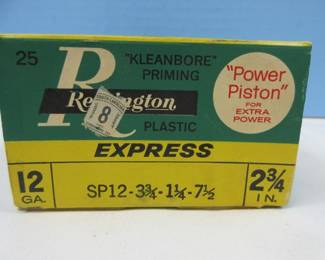 25 "KLEANBORE" PRIMING
R
Remington
8
PLASTIC
"Power Piston"
FOR
EXTRA
POWER
EXPRESS
12 GA.
SP12-3¾-1¼-7½
2¾ IN.